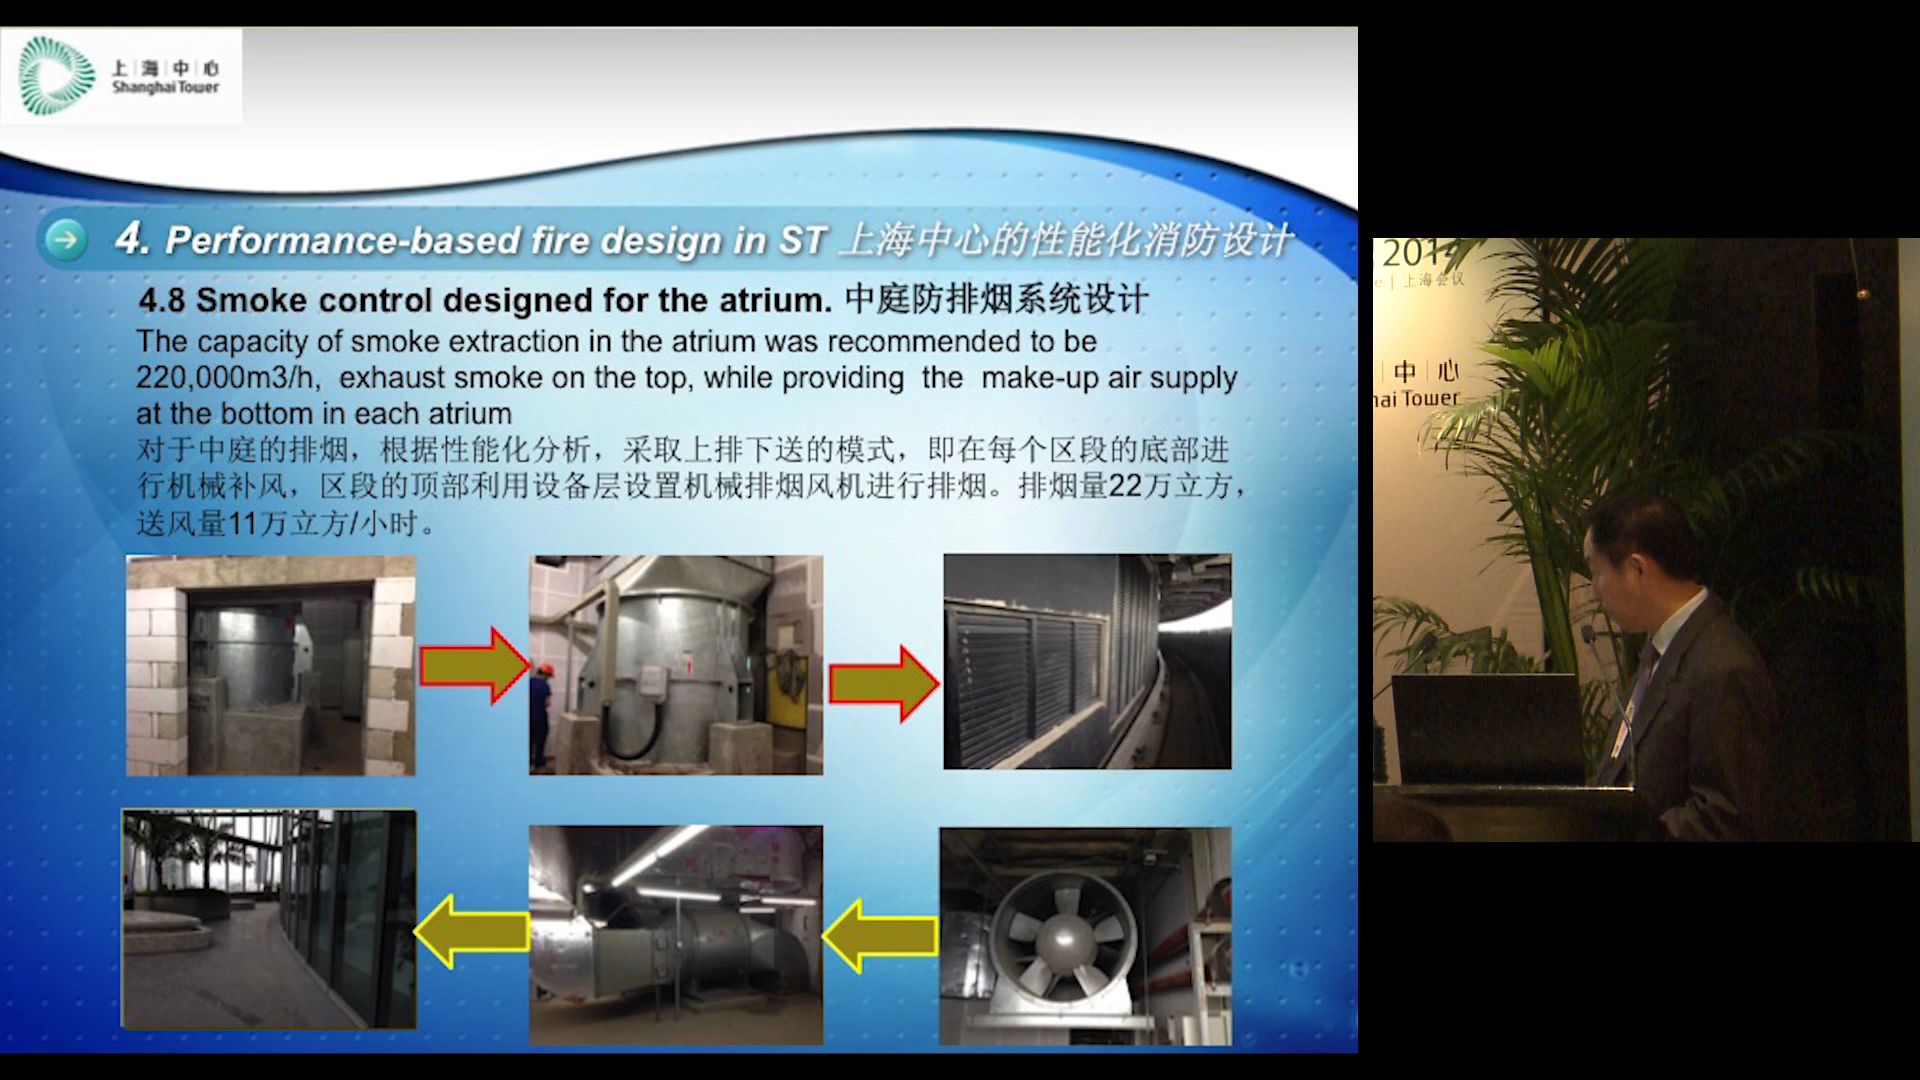 上海中心
Shanghai Tower
4. Performance-based fire design in ST 上海中心的性能化消防设计
4.8 Smoke control designed for the atrium. 中庭防排烟系统设计
The capacity of smoke extraction in the atrium was recommended to be
220,000m3/h, exhaust smoke on the top, while providing the make-up air supply
at the bottom in each atrium
对于中庭的排烟，根据性能化分析，采取上排下送的模式，即在每个区段的底部进
行机械补风，区段的顶部利用设备层设置机械排烟风机进行排烟。排烟量22万立方，
送风量11万立方/小时。
2014
e | 上海会议
中心
hai Tower